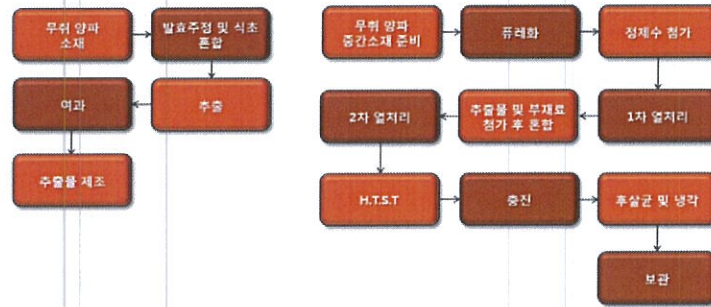 무취 양파
소재
발효주정 및 식초
혼합
여과
추출
추출물 제조
무취 양파
중간소재 준비
퓨레화
정제수 첨가
2차 열처리
추출물 및 부재료
첨가 후 혼합
1차 열처리
H.T.S.T
충진
후살균 및 냉각
보관